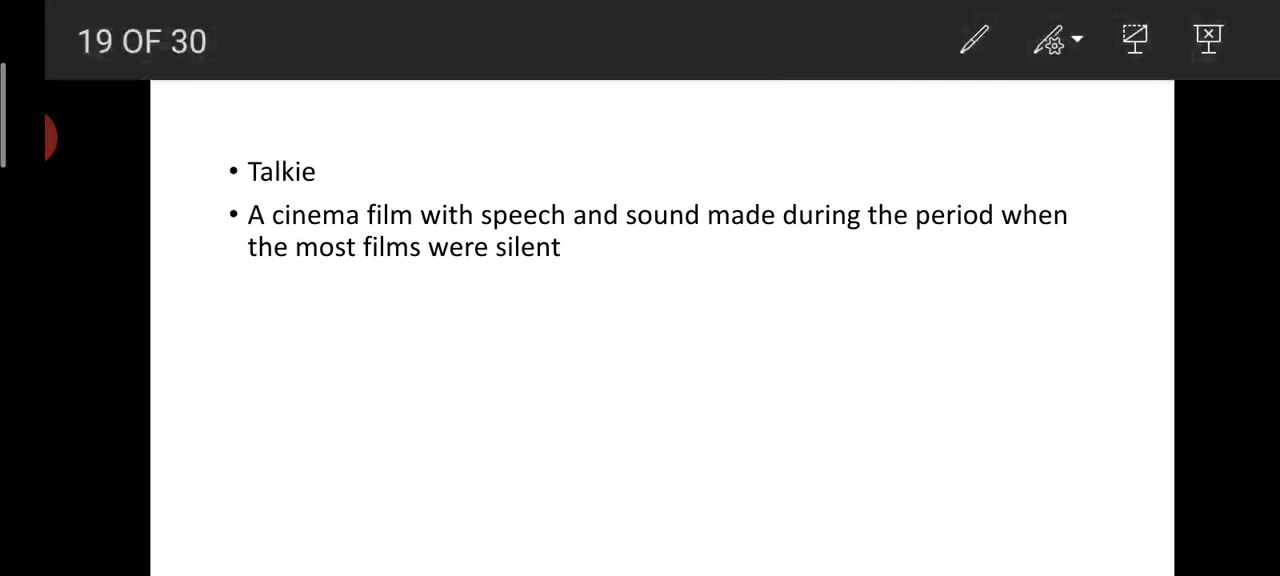 19 OF 30
• Talkie
• A cinema film with speech and sound made during the period when
the most films were silent